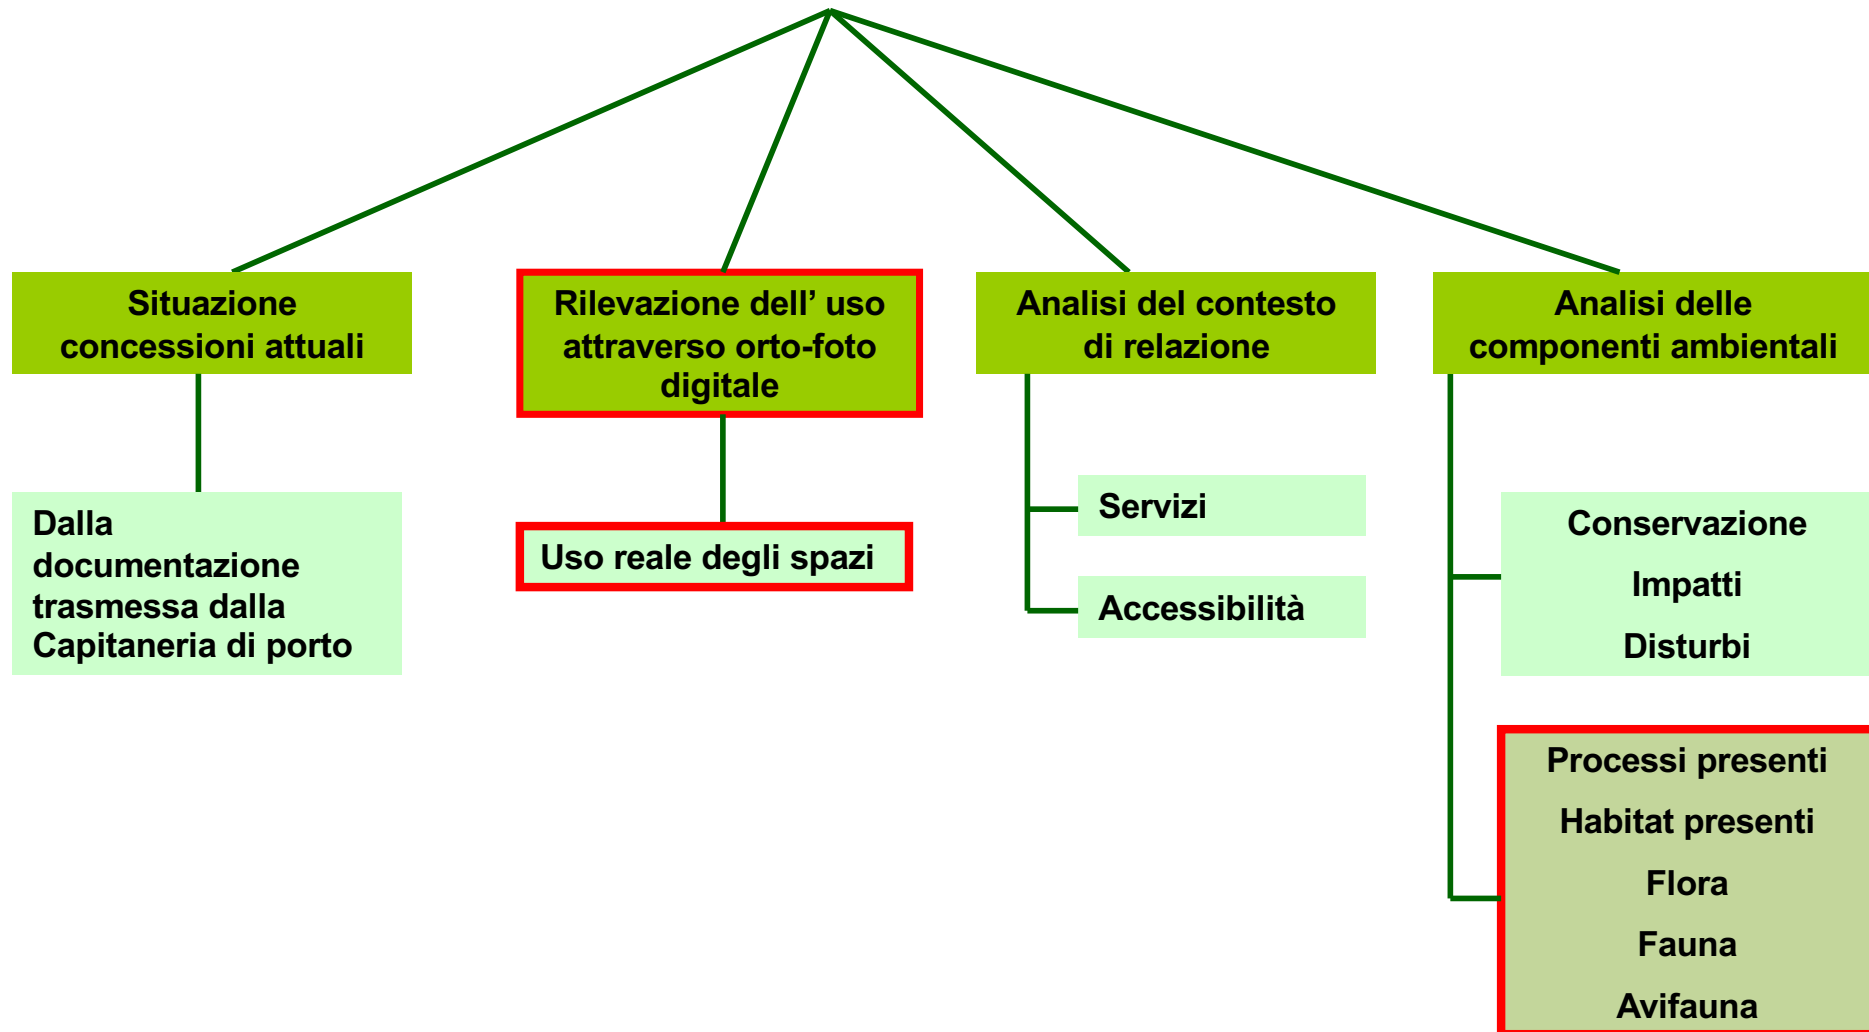 Situazione
concessioni attuali
Rilevazione dell’ uso
attraverso orto-foto
digitale
Analisi del contesto
di relazione
Analisi delle
componenti ambientali
Dalla
documentazione
trasmessa dalla
Capitaneria di porto
Uso reale degli spazi
Servizi
Accessibilità
Conservazione
Impatti
Disturbi
Processi presenti
Habitat presenti
Flora
Fauna
Avifauna